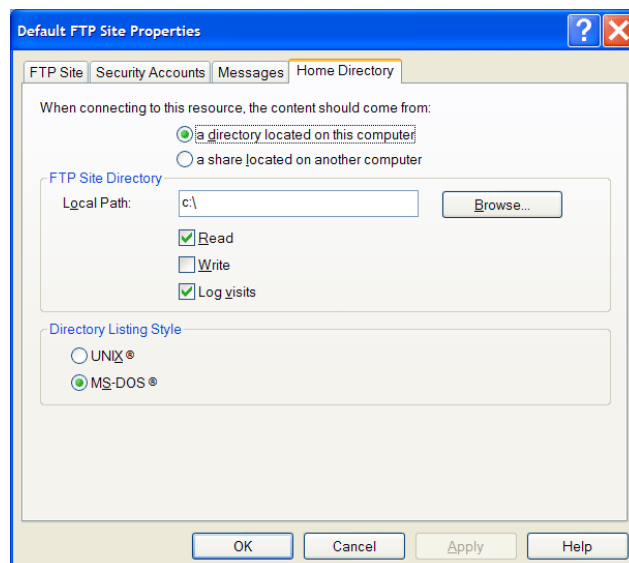 Default FTP Site Properties
FTP Site Security Accounts Messages Home Directory
When connecting to this resource, the content should come from:
a directory located on this computer
a share located on another computer
FTP Site Directory
Local Path: c:\ Browse...
Read
Write
Log visits
Directory Listing Style
UNIX ®
MS-DOS ®
OK Cancel Apply Help